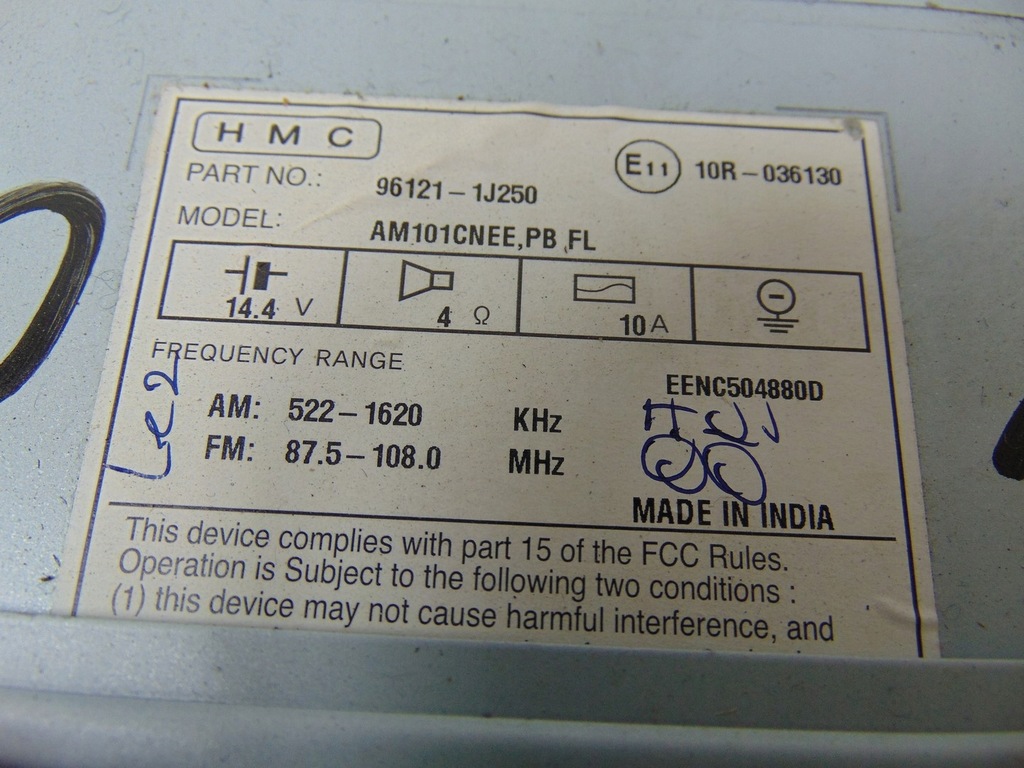 HMC
E11 10R-036130
PART NO.: 96121-1J250
MODEL: AM101CNEE,PB FL
14.4 V 4 Ω 10 A
FREQUENCY RANGE
EENC504880D
AM: 522-1620 KHz
FM: 87.5-108.0 MHz
MADE IN INDIA
This device complies with part 15 of the FCC Rules.
Operation is Subject to the following two conditions :
(1) this device may not cause harmful interference, and